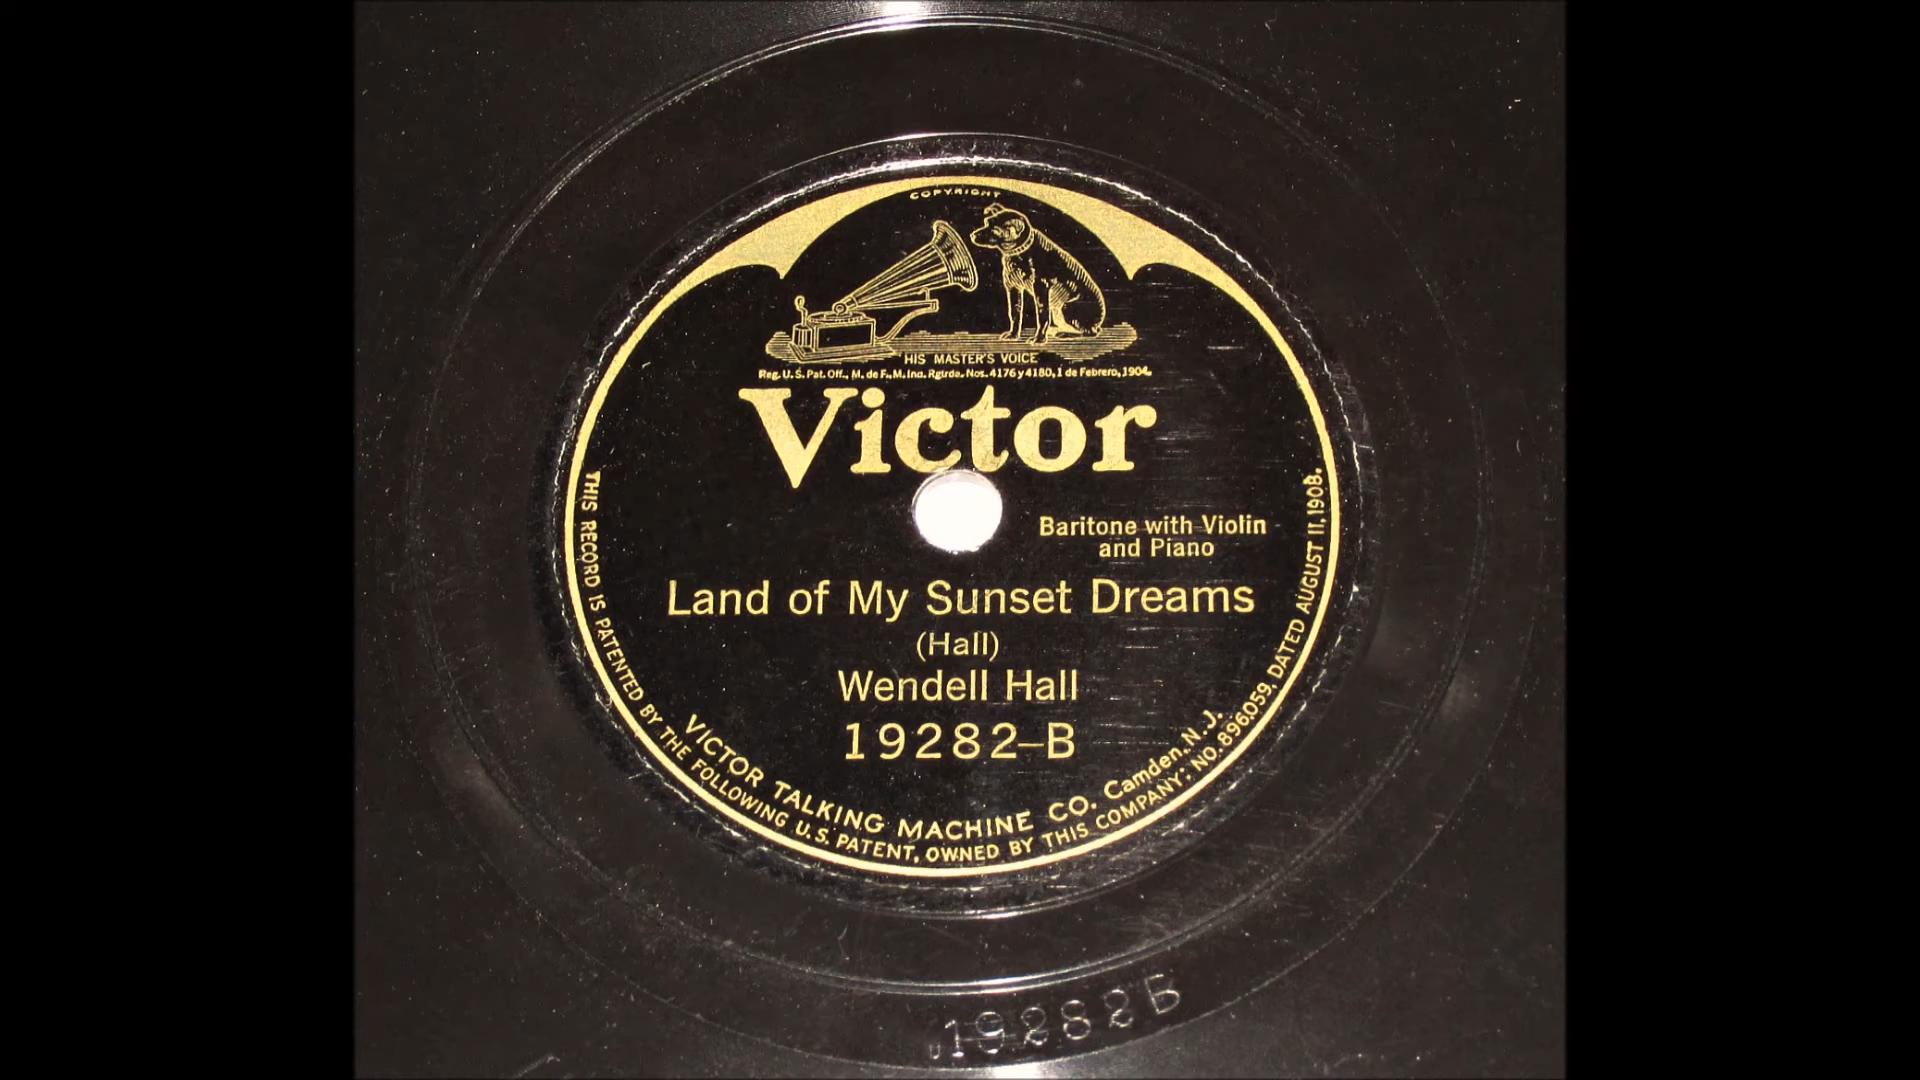 COPYRIGHT
HIS MASTER'S VOICE
Reg. U. S. Pat. Off., M. de F., M. Ind. Rgtrda. Nos. 4176 y 4180, 1 de Febrero, 1904.
Victor
Baritone with Violin
and Piano
Land of My Sunset Dreams
(Hall)
Wendell Hall
19282-B
VICTOR TALKING MACHINE CO. Camden, N. J.
THIS RECORD IS PATENTED BY THE FOLLOWING U.S. PATENT, OWNED BY THIS COMPANY: NO. 896,059, DATED AUGUST 11, 1908.
19282B